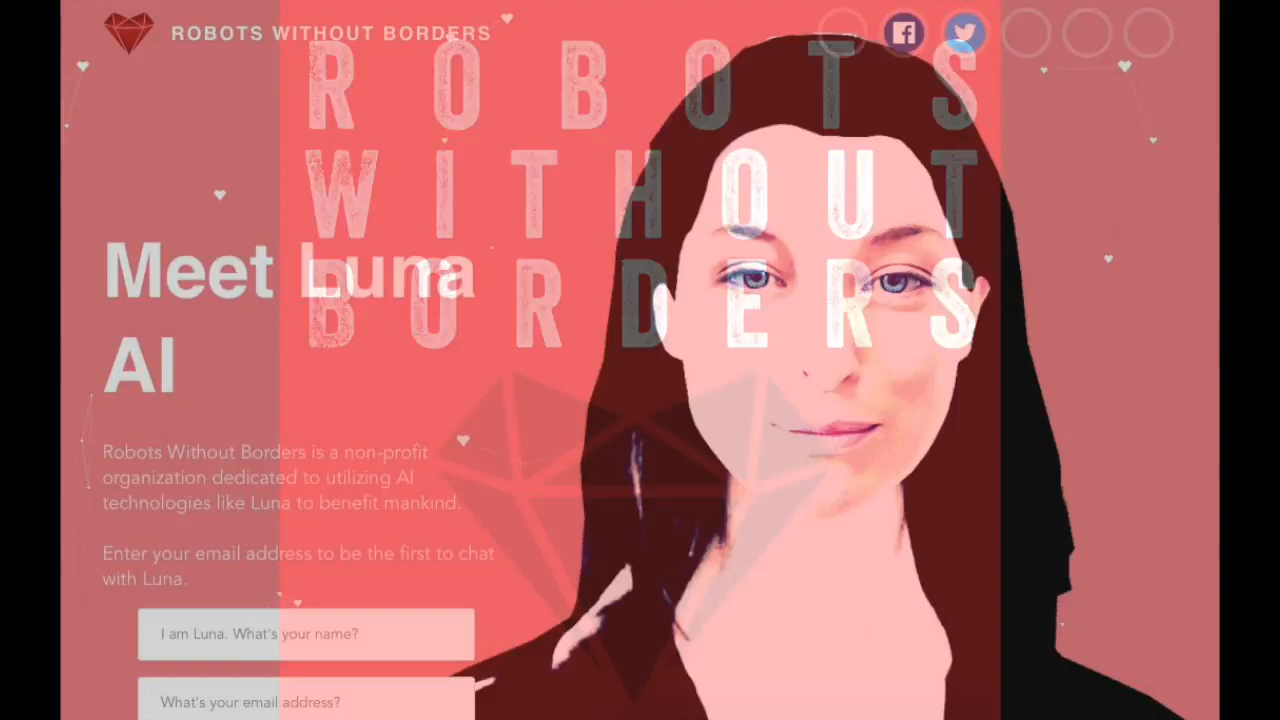 ROBOTS WITHOUT BORDERS
ROBOTS
WITHOUT
BORDERS
Meet Luna
AI
Robots Without Borders is a non-profit
organization dedicated to utilizing AI
technologies like Luna to benefit mankind.
Enter your email address to be the first to chat
with Luna.
I am Luna. What's your name?
What's your email address?